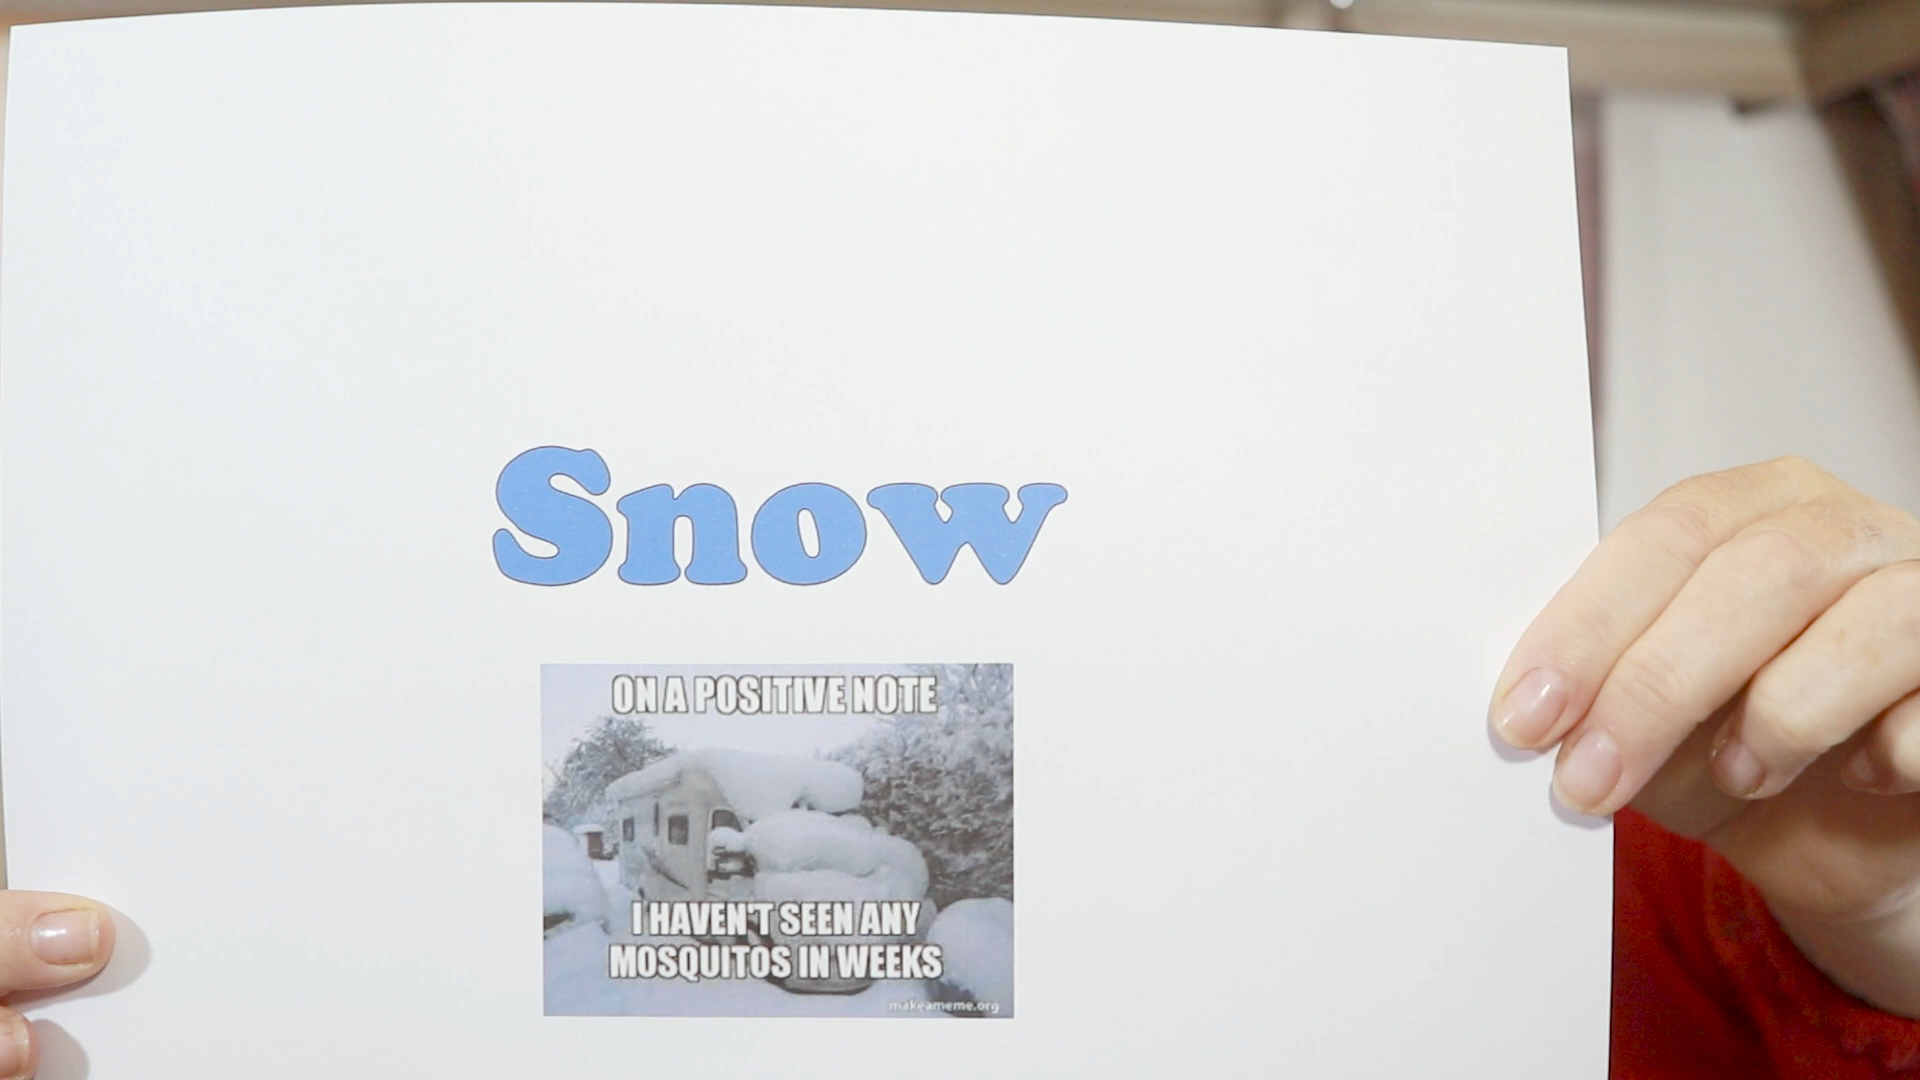 Snow
ON A POSITIVE NOTE
I HAVEN'T SEEN ANY
MOSQUITOS IN WEEKS
makeameme.org